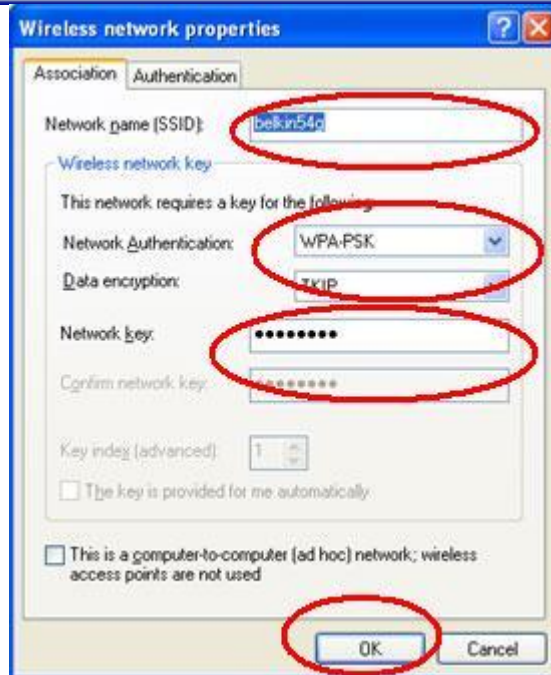 Wireless network properties
Association Authentication
Network name (SSID): belkin54g
Wireless network key
This network requires a key for the following:
Network Authentication: WPA-PSK
Data encryption: TKIP
Network key: ••••••••
Confirm network key: ••••••••
Key index (advanced): 1
The key is provided for me automatically
This is a computer-to-computer (ad hoc) network; wireless
access points are not used
OK Cancel